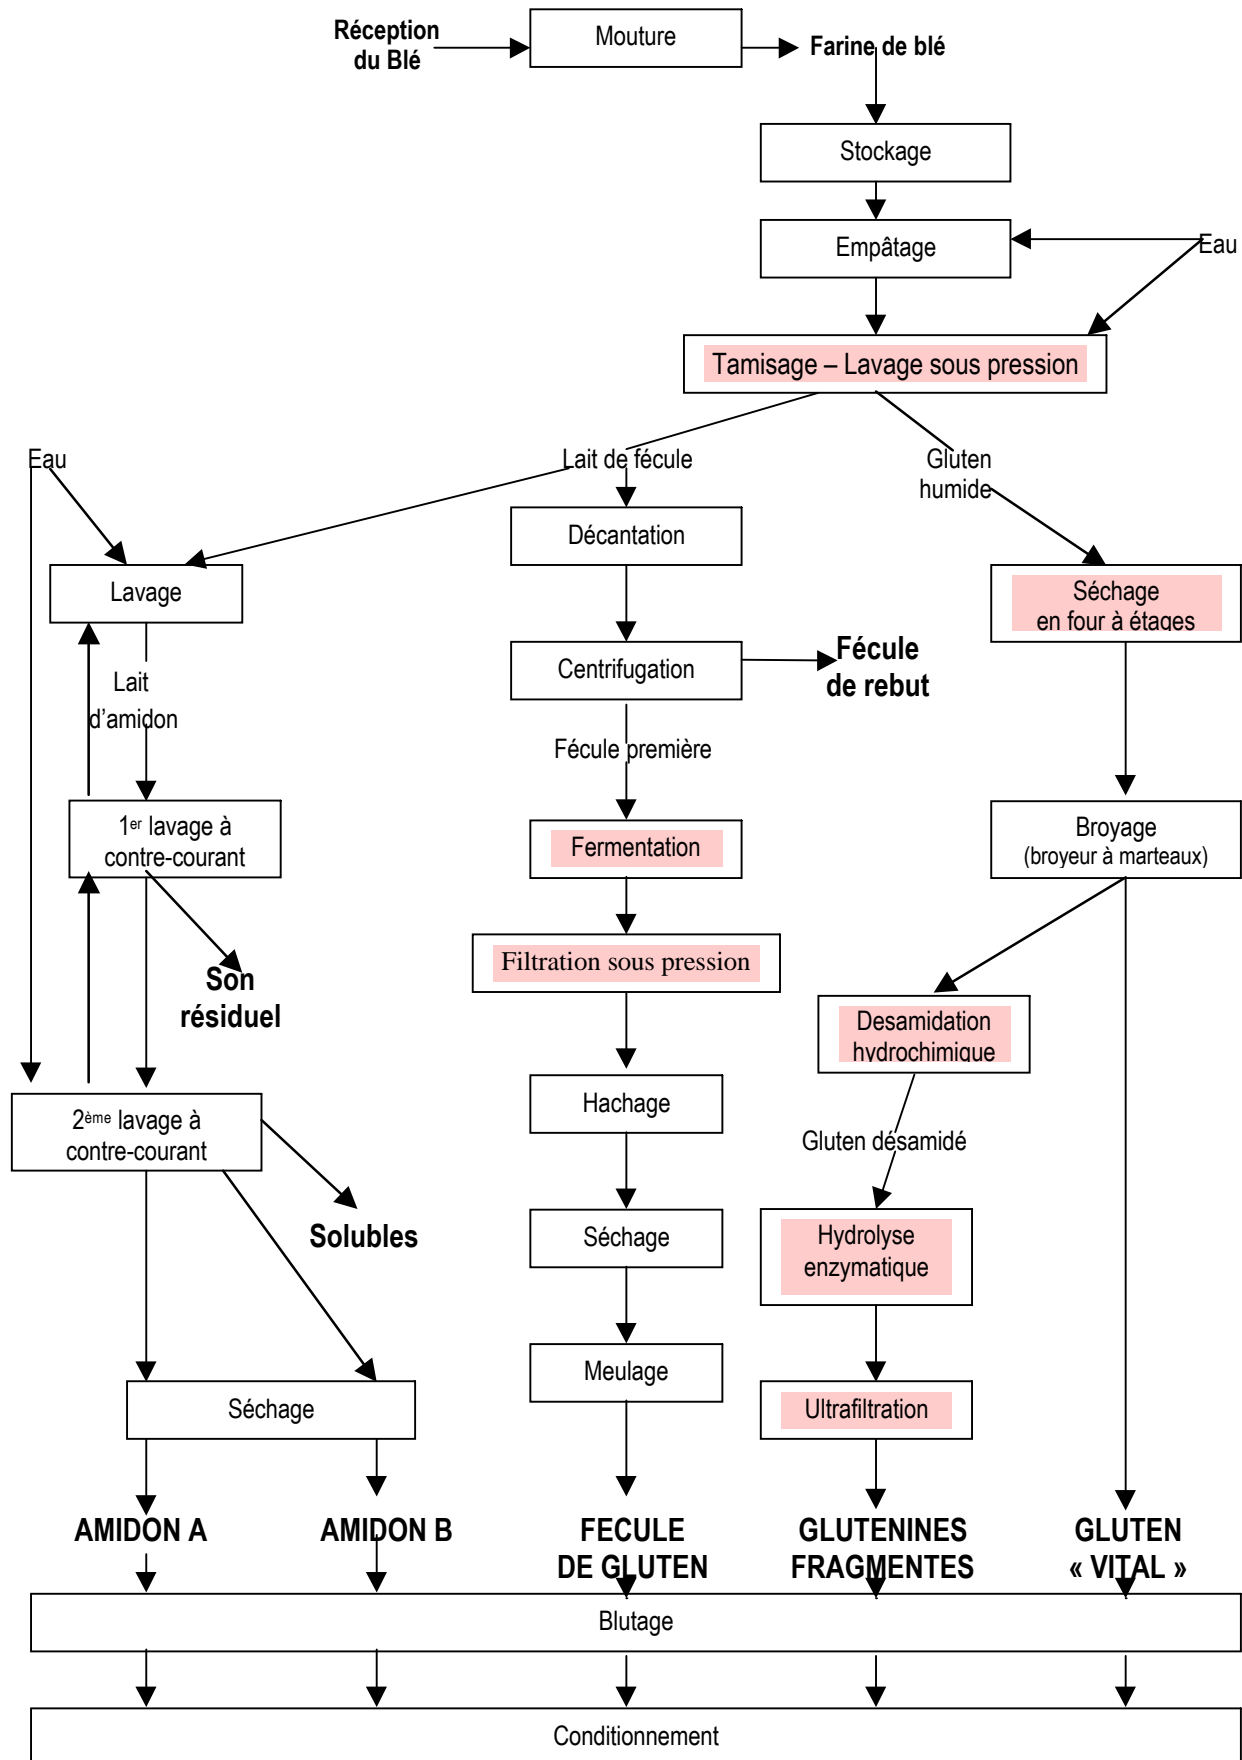 Réception
du Blé
Mouture
Farine de blé
Stockage
Empâtage
Eau
Tamisage – Lavage sous pression
Eau
Lait de fécule
Gluten
humide
Décantation
Lavage
Séchage
en four à étages
Centrifugation
Fécule
de rebut
Lait
d'amidon
Fécule première
1er lavage à
contre-courant
Fermentation
Broyage
(broyeur à marteaux)
Filtration sous pression
Son
résiduel
Desamidation
hydrochimique
Hachage
2ème lavage à
contre-courant
Gluten désamidé
Solubles
Séchage
Hydrolyse
enzymatique
Meulage
Séchage
Ultrafiltration
AMIDON A
AMIDON B
FECULE
DE GLUTEN
GLUTENINES
FRAGMENTES
GLUTEN
« VITAL »
Blutage
Conditionnement